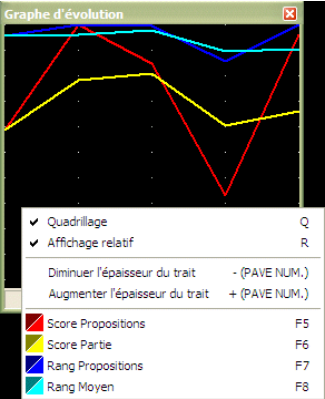 Graphe d'évolution
Quadrillage Q
Affichage relatif R
Diminuer l'épaisseur du trait - (PAVE NUM.)
Augmenter l'épaisseur du trait + (PAVE NUM.)
Score Propositions F5
Score Partie F6
Rang Propositions F7
Rang Moyen F8